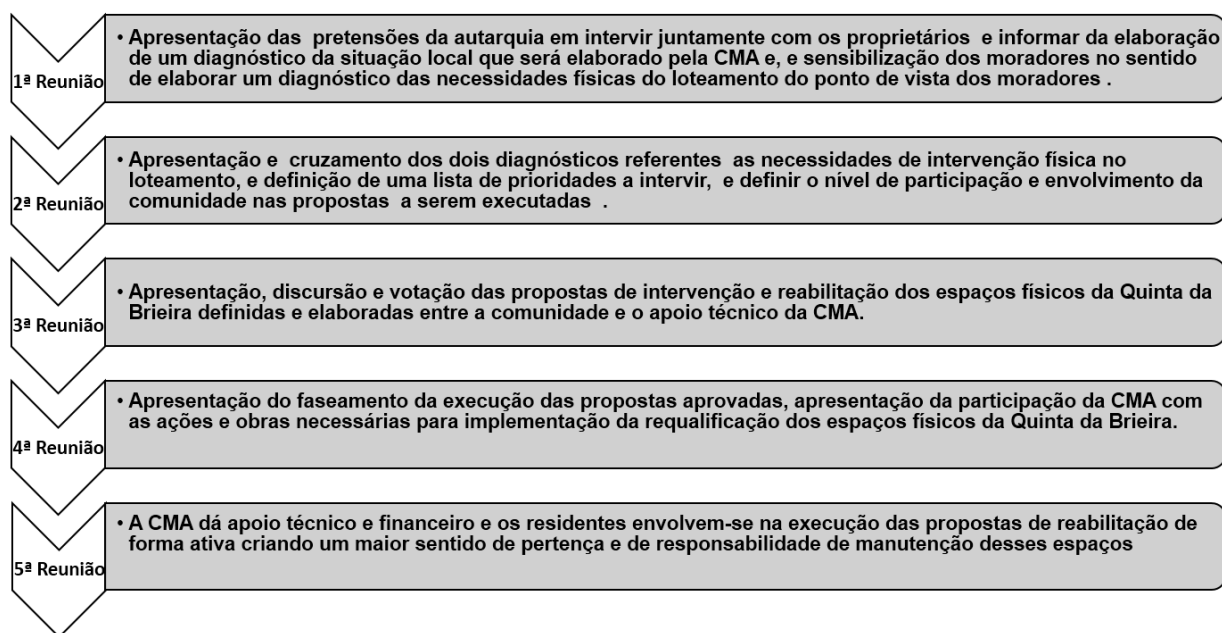 1ª Reunião
• Apresentação das pretensões da autarquia em intervir juntamente com os proprietários e informar da elaboração
de um diagnóstico da situação local que será elaborado pela CMA e, e sensibilização dos moradores no sentido
de elaborar um diagnóstico das necessidades físicas do loteamento do ponto de vista dos moradores .
2ª Reunião
• Apresentação e cruzamento dos dois diagnósticos referentes as necessidades de intervenção física no
loteamento, e definição de uma lista de prioridades a intervir, e definir o nível de participação e envolvimento da
comunidade nas propostas a serem executadas .
3ª Reunião
• Apresentação, discursão e votação das propostas de intervenção e reabilitação dos espaços físicos da Quinta da
Brieira definidas e elaboradas entre a comunidade e o apoio técnico da CMA.
4ª Reunião
• Apresentação do faseamento da execução das propostas aprovadas, apresentação da participação da CMA com
as ações e obras necessárias para implementação da requalificação dos espaços físicos da Quinta da Brieira.
5ª Reunião
• A CMA dá apoio técnico e financeiro e os residentes envolvem-se na execução das propostas de reabilitação de
forma ativa criando um maior sentido de pertença e de responsabilidade de manutenção desses espaços